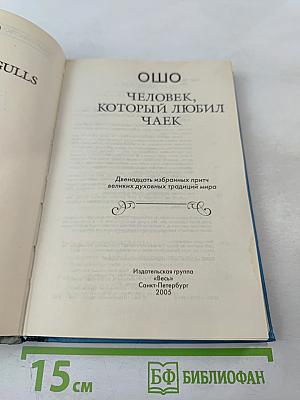 GULLS
ОШО
ЧЕЛОВЕК,
КОТОРЫЙ ЛЮБИЛ
ЧАЕК
Двенадцать избранных притч
великих духовных традиций мира
Издательская группа
«Весь»
Санкт-Петербург
2005
15 см
БФ БИБЛИОФАН